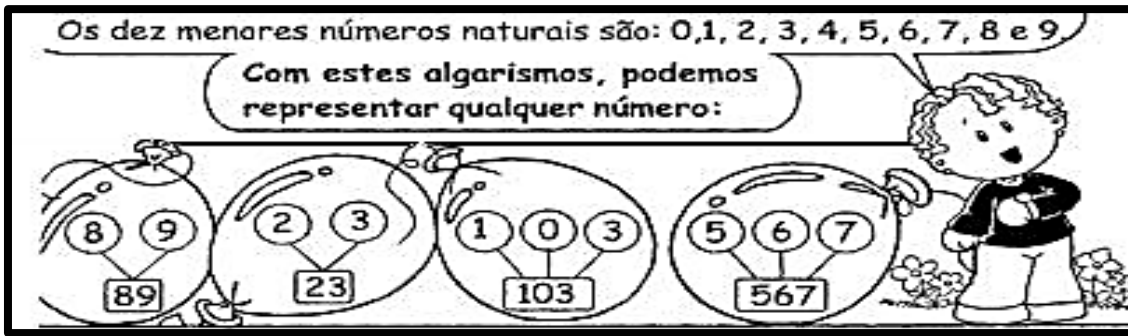 Os dez menores números naturais são: 0,1, 2, 3, 4, 5, 6, 7, 8 e 9
Com estes algarismos, podemos
representar qualquer número:
8 9 2 3 1 0 3 5 6 7
89 23 103 567